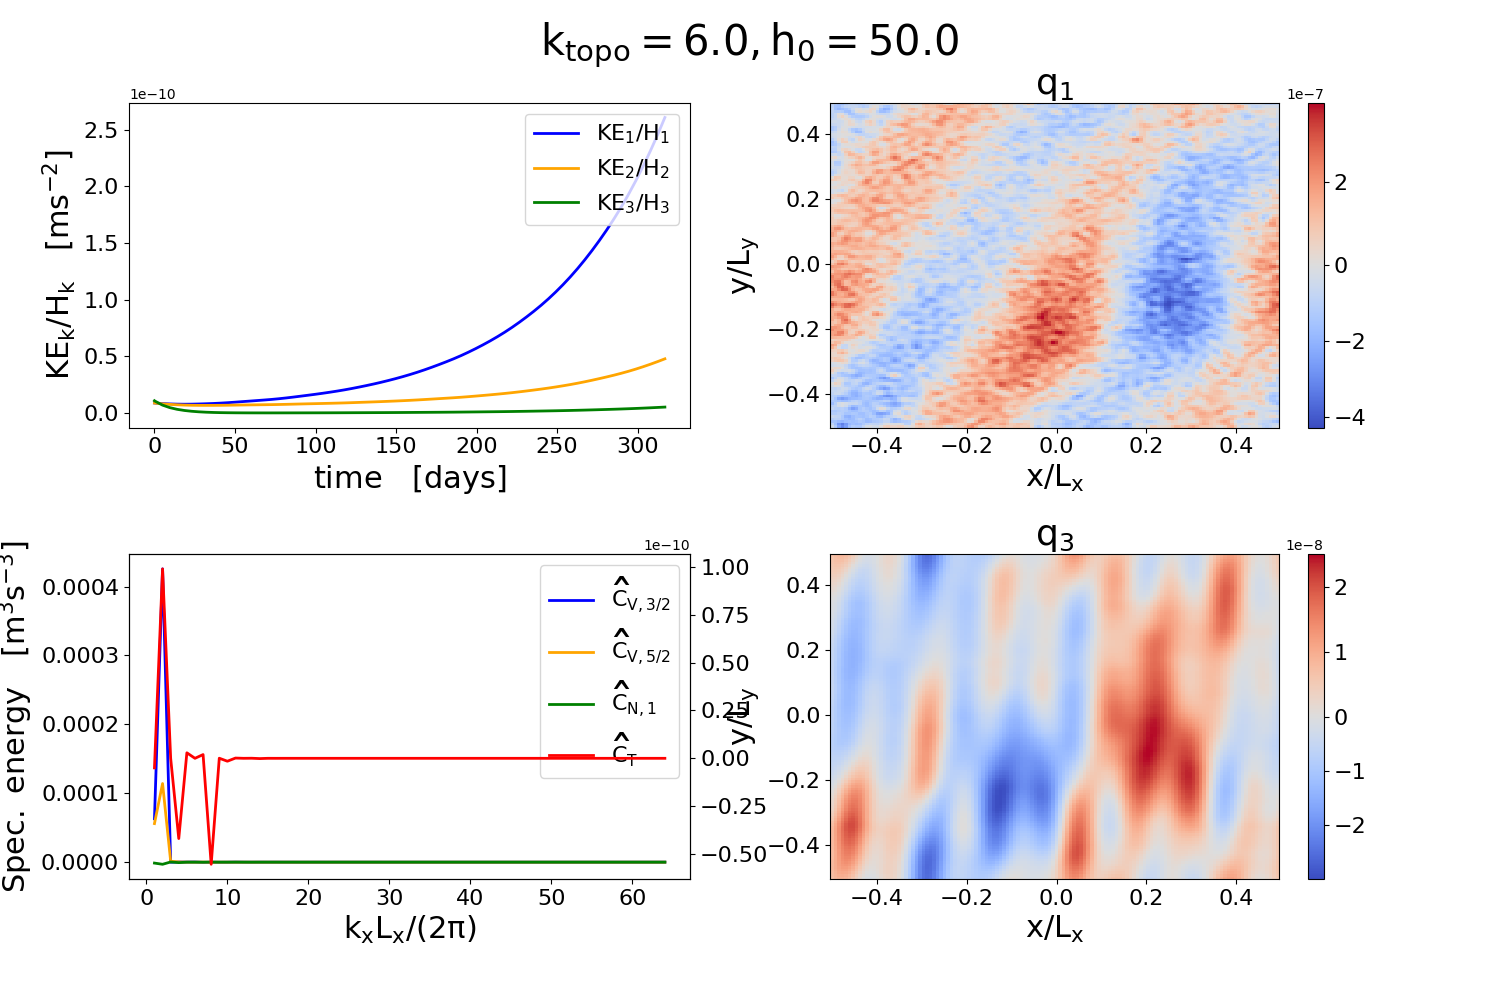 k_topo = 6.0, h_0 = 50.0
1e−10
KE_k/H_k [ms^−2]
2.5
2.0
1.5
1.0
0.5
0.0
KE_1/H_1
KE_2/H_2
KE_3/H_3
0 50 100 150 200 250 300
time [days]
q_1
1e−7
y/L_y
0.4
0.2
0.0
−0.2
−0.4
−0.4 −0.2 0.0 0.2 0.4
x/L_x
2
0
−2
−4
Spec. energy [m^3s^−3]
0.0004
0.0003
0.0002
0.0001
0.0000
1e−10
Ĉ_V,3/2
Ĉ_V,5/2
Ĉ_N,1
Ĉ_T
1.00
0.75
0.50
0.25
0.00
−0.25
−0.50
0 10 20 30 40 50 60
k_xL_x/(2π)
q_3
1e−8
y/L_y
0.4
0.2
0.0
−0.2
−0.4
−0.4 −0.2 0.0 0.2 0.4
x/L_x
2
1
0
−1
−2